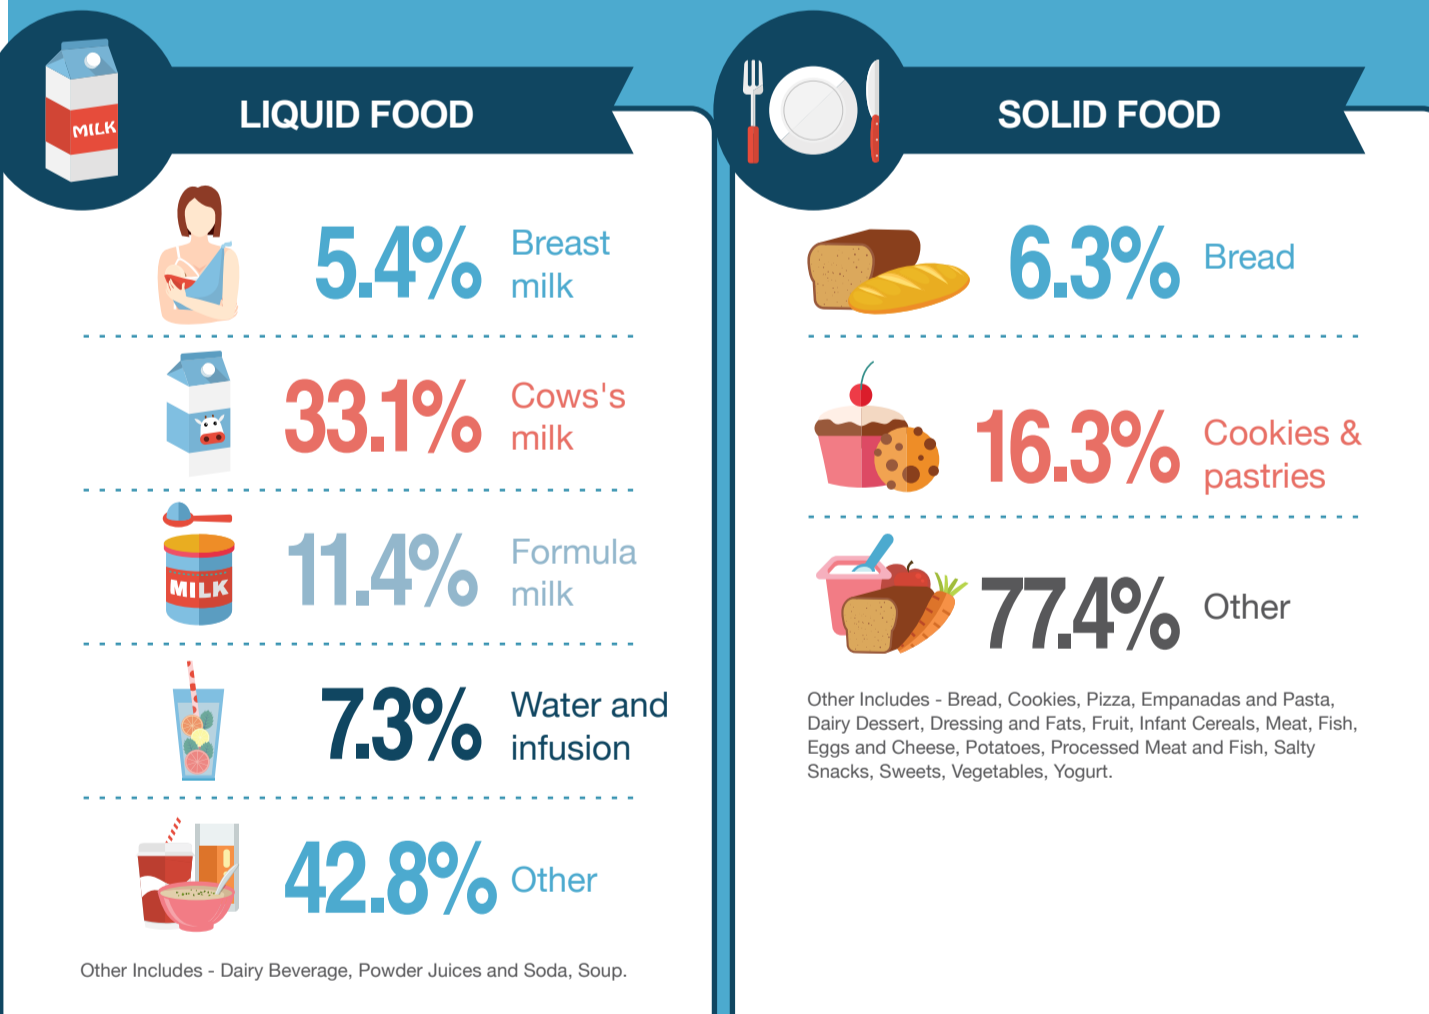 MILK
LIQUID FOOD
5.4%
Breast
milk
33.1%
Cows's
milk
MILK
11.4%
Formula
milk
7.3%
Water and
infusion
42.8%
Other
Other Includes - Dairy Beverage, Powder Juices and Soda, Soup.
SOLID FOOD
6.3%
Bread
16.3%
Cookies &
pastries
77.4%
Other
Other Includes - Bread, Cookies, Pizza, Empanadas and Pasta,
Dairy Dessert, Dressing and Fats, Fruit, Infant Cereals, Meat, Fish,
Eggs and Cheese, Potatoes, Processed Meat and Fish, Salty
Snacks, Sweets, Vegetables, Yogurt.